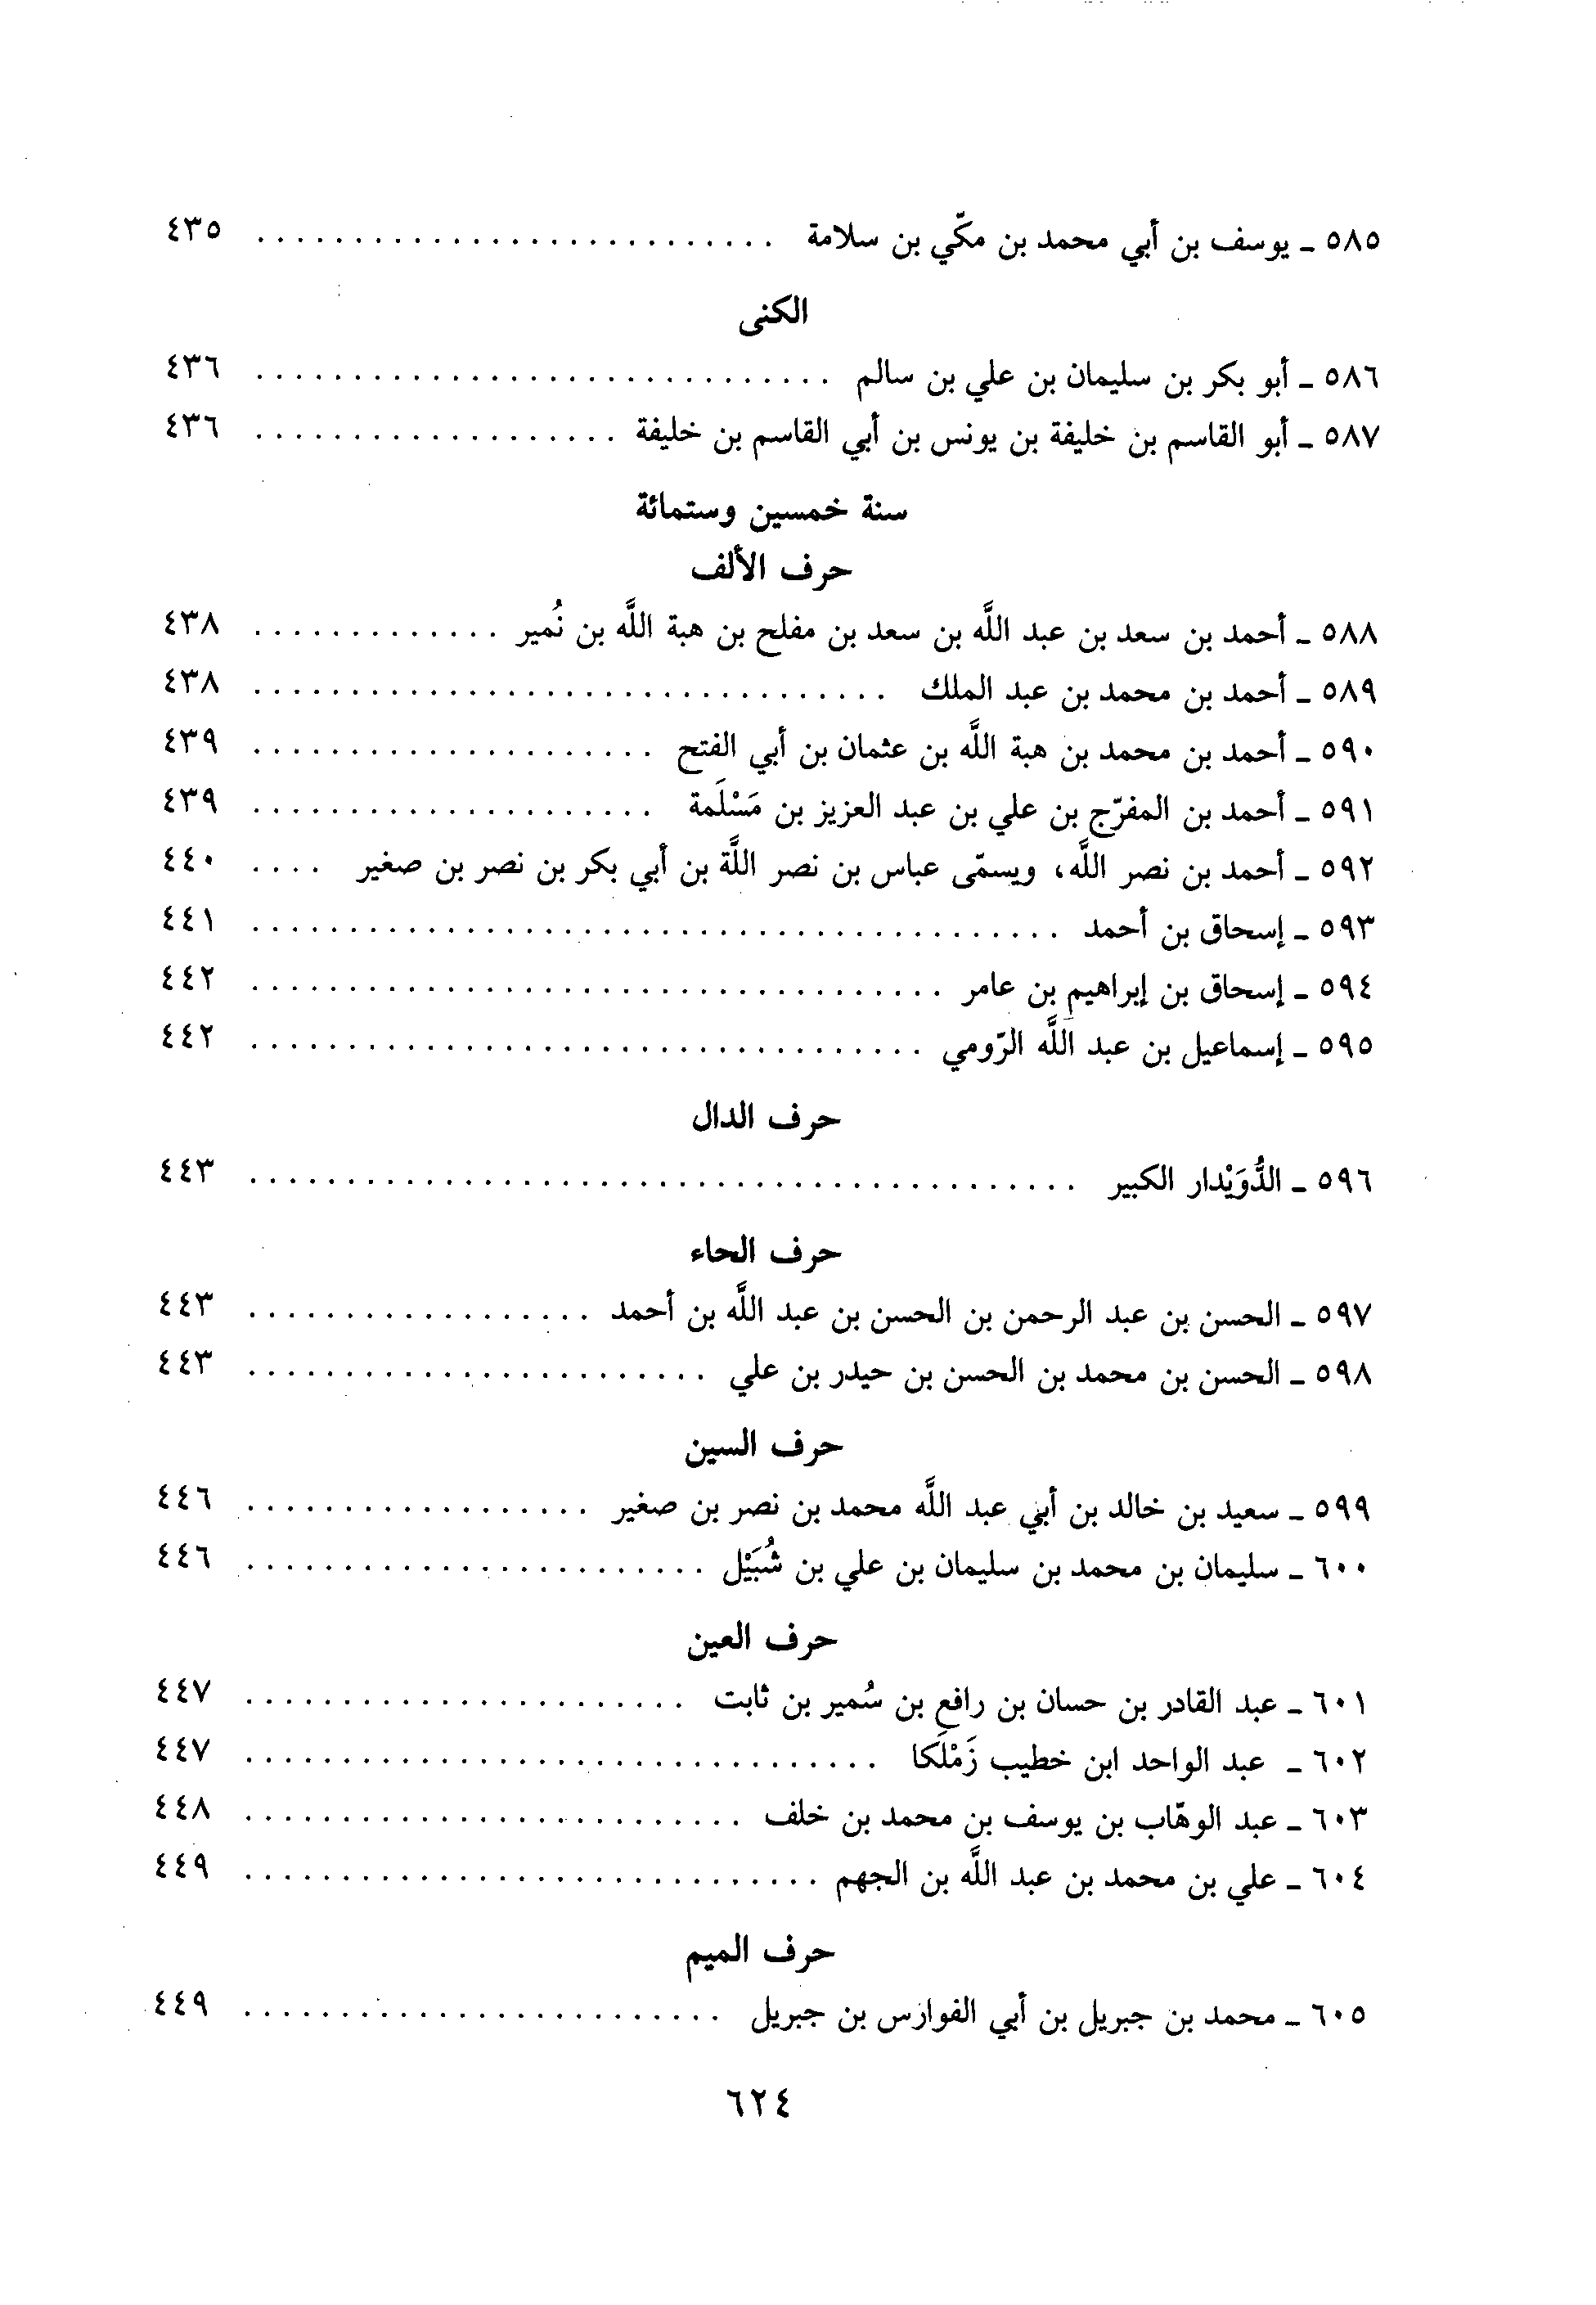 ٥٨٥ ـ يوسف بن أبي محمد بن مكّي بن سلامة . . . . . . . . . . . . . . . . . . . . . . . . . . . ٤٣٥
الكنى
٥٨٦ ـ أبو بكر بن سليمان بن علي بن سالم . . . . . . . . . . . . . . . . . . . . . . . . . . . . . . ٤٣٦
٥٨٧ ـ أبو القاسم بن خليفة بن يونس بن أبي القاسم بن خليفة . . . . . . . . . . . . . . . . . . . ٤٣٦
سنة خمسين وستمائة
حرف الألف
٥٨٨ ـ أحمد بن سعد بن عبد اللَّه بن سعد بن مفلح بن هبة اللَّه بن نُمير . . . . . . . . . . . . . ٤٣٨
٥٨٩ ـ أحمد بن محمد بن عبد الملك . . . . . . . . . . . . . . . . . . . . . . . . . . . . . . . . . ٤٣٨
٥٩٠ ـ أحمد بن محمد بن هبة اللَّه بن عثمان بن أبي الفتح . . . . . . . . . . . . . . . . . . . . . ٤٣٩
٥٩١ ـ أحمد بن المفرّج بن علي بن عبد العزيز بن مَسْلَمة . . . . . . . . . . . . . . . . . . . . . ٤٣٩
٥٩٢ ـ أحمد بن نصر اللَّه، ويسمّى عباس بن نصر اللَّة بن أبي بكر بن نصر بن صغير . . . . ٤٤٠
٥٩٣ ـ إسحاق بن أحمد . . . . . . . . . . . . . . . . . . . . . . . . . . . . . . . . . . . . . . . . . . ٤٤١
٥٩٤ ـ إسحاق بن إبراهيم بن عامر . . . . . . . . . . . . . . . . . . . . . . . . . . . . . . . . . . . . ٤٤٢
٥٩٥ ـ إسماعيل بن عبد اللَّه الرّومي . . . . . . . . . . . . . . . . . . . . . . . . . . . . . . . . . . . ٤٤٢
حرف الدال
٥٩٦ ـ الدُّوَيْدار الكبير . . . . . . . . . . . . . . . . . . . . . . . . . . . . . . . . . . . . . . . . . . . ٤٤٣
حرف الحاء
٥٩٧ ـ الحسن بن عبد الرحمن بن الحسن بن عبد اللَّه بن أحمد . . . . . . . . . . . . . . . . . . ٤٤٣
٥٩٨ ـ الحسن بن محمد بن الحسن بن حيدر بن علي . . . . . . . . . . . . . . . . . . . . . . . . ٤٤٣
حرف السين
٥٩٩ ـ سعيد بن خالد بن أبي عبد اللَّه محمد بن نصر بن صغير . . . . . . . . . . . . . . . . . . ٤٤٦
٦٠٠ ـ سليمان بن محمد بن سليمان بن علي بن شُبَيْل . . . . . . . . . . . . . . . . . . . . . . . . ٤٤٦
حرف العين
٦٠١ ـ عبد القادر بن حسان بن رافع بن سُمير بن ثابت . . . . . . . . . . . . . . . . . . . . . . . ٤٤٧
٦٠٢ ـ عبد الواحد ابن خطيب زَمْلَكا . . . . . . . . . . . . . . . . . . . . . . . . . . . . . . . . . ٤٤٧
٦٠٣ ـ عبد الوهّاب بن يوسف بن محمد بن خلف . . . . . . . . . . . . . . . . . . . . . . . . . . ٤٤٨
٦٠٤ ـ علي بن محمد بن عبد اللَّه بن الجهم . . . . . . . . . . . . . . . . . . . . . . . . . . . . . . ٤٤٩
حرف الميم
٦٠٥ ـ محمد بن جبريل بن أبي الفوارس بن جبريل . . . . . . . . . . . . . . . . . . . . . . . . . ٤٤٩
٦٢٤